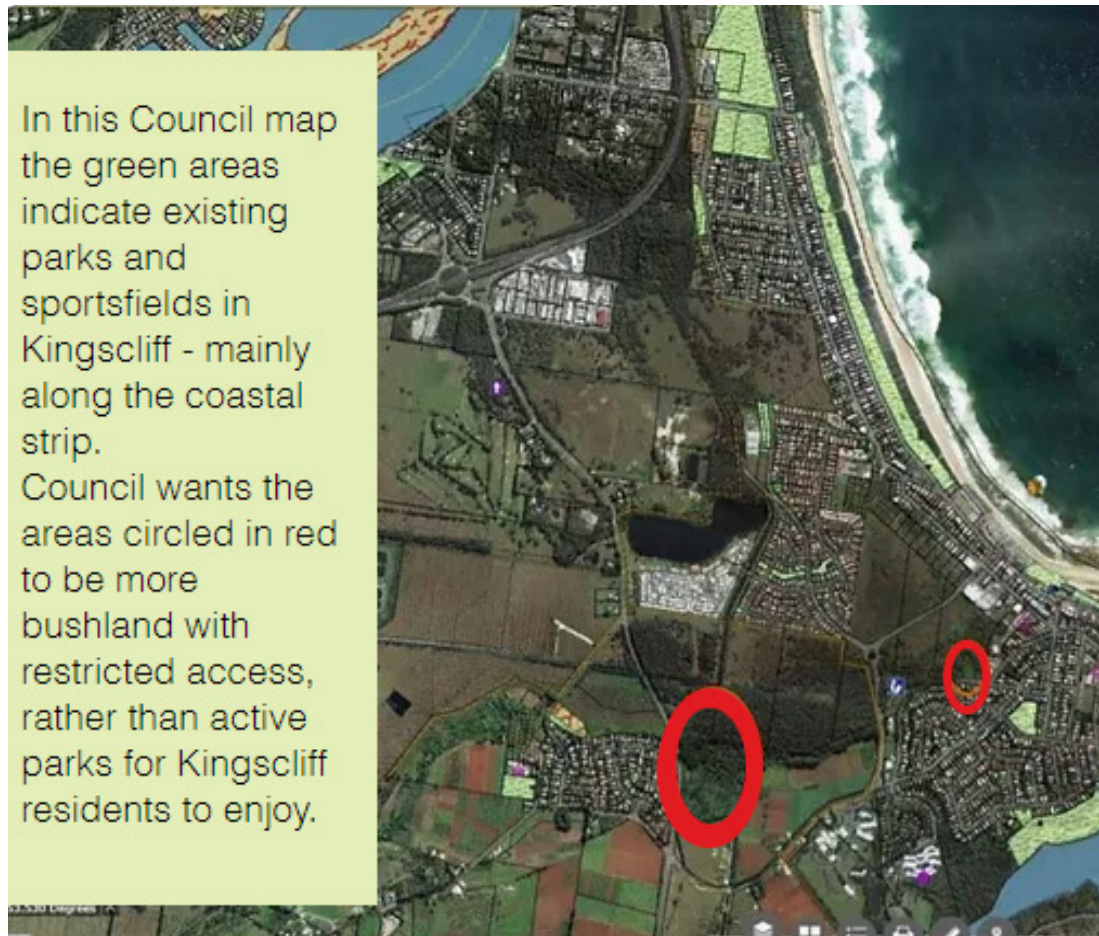 In this Council map
the green areas
indicate existing
parks and
sportsfields in
Kingscliff - mainly
along the coastal
strip.
Council wants the
areas circled in red
to be more
bushland with
restricted access,
rather than active
parks for Kingscliff
residents to enjoy.
Degrees